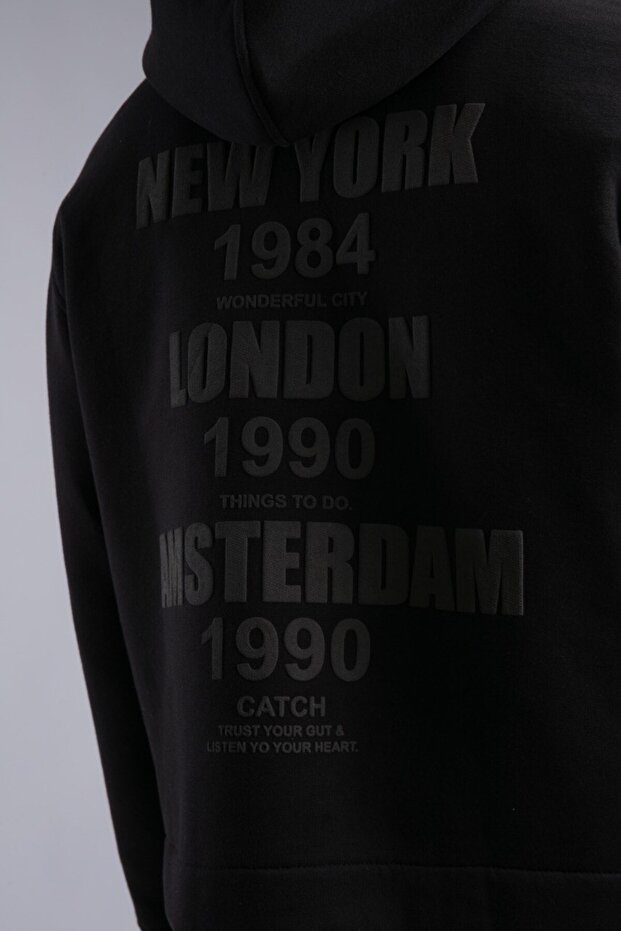 NEW YORK
1984
WONDERFUL CITY
LONDON
1990
THINGS TO DO.
AMSTERDAM
1990
CATCH
TRUST YOUR GUT &
LISTEN YO YOUR HEART.